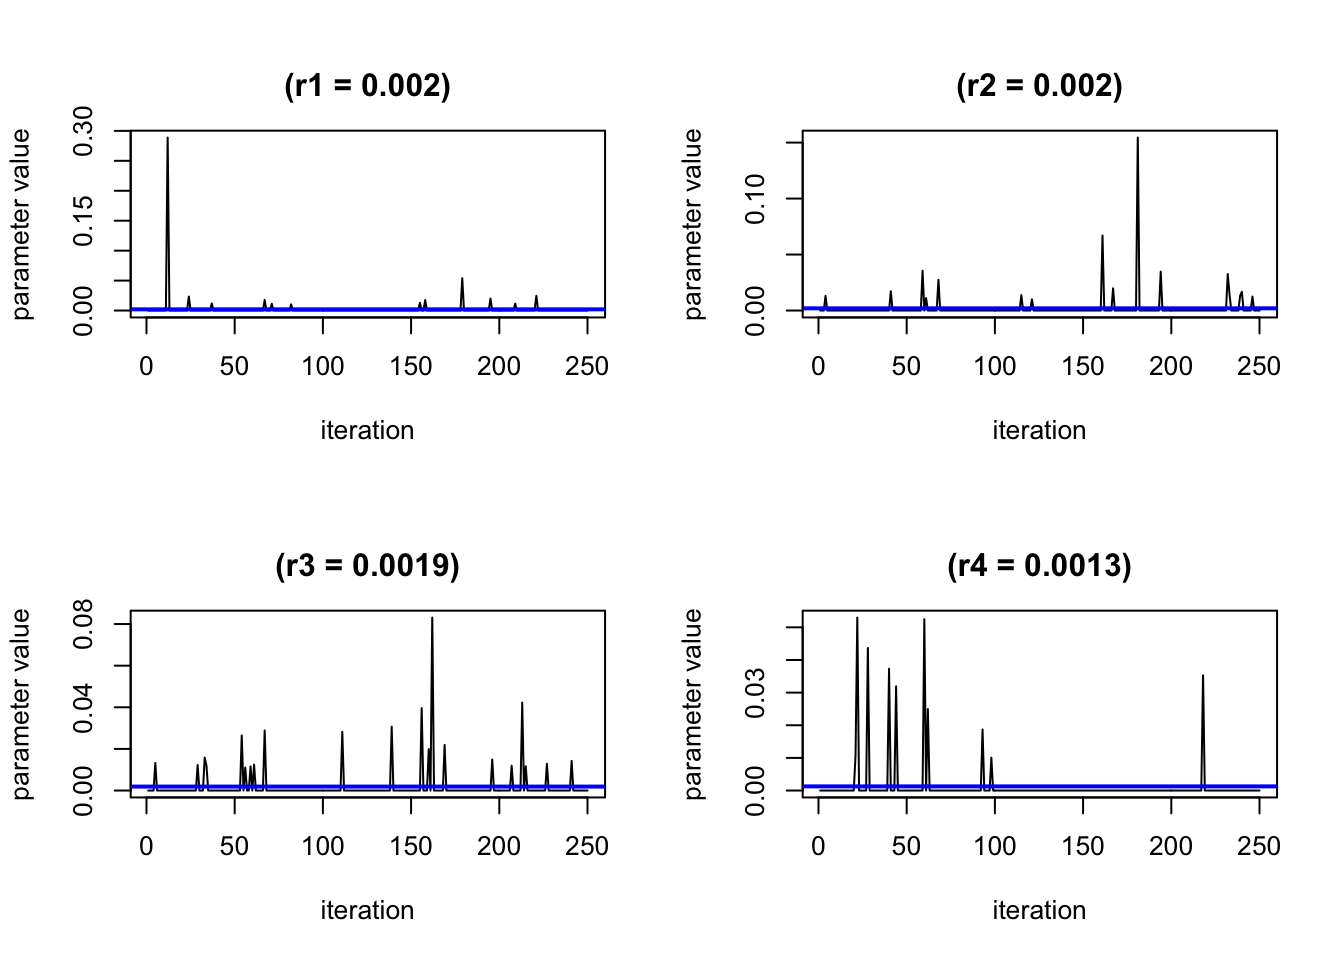 (r1 = 0.002)
parameter value
0.00 0.15 0.30
0 50 100 150 200 250
iteration
(r2 = 0.002)
parameter value
0.00 0.10
0 50 100 150 200 250
iteration
(r3 = 0.0019)
parameter value
0.00 0.04 0.08
0 50 100 150 200 250
iteration
(r4 = 0.0013)
parameter value
0.00 0.03
0 50 100 150 200 250
iteration